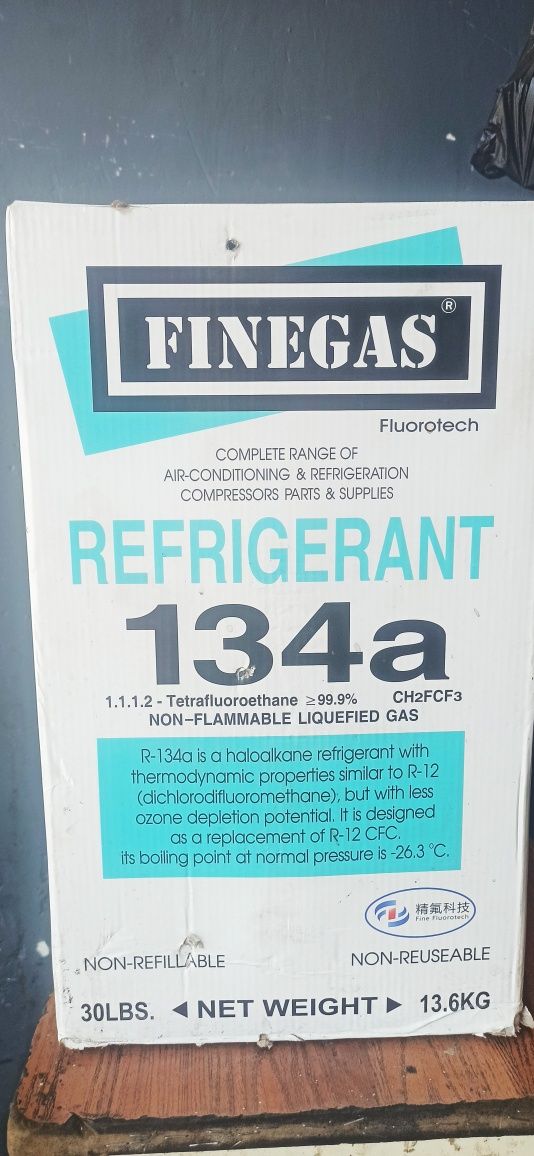 FINEGAS®
Fluorotech
COMPLETE RANGE OF
AIR-CONDITIONING & REFRIGERATION
COMPRESSORS PARTS & SUPPLIES
REFRIGERANT
134a
1.1.1.2 - Tetrafluoroethane ≥99.9% CH2FCF3
NON-FLAMMABLE LIQUEFIED GAS
R-134a is a haloalkane refrigerant with
thermodynamic properties similar to R-12
(dichlorodifluoromethane), but with less
ozone depletion potential. It is designed
as a replacement of R-12 CFC.
its boiling point at normal pressure is -26.3 °C.
精氟科技
Fine Fluorotech
NON-REFILLABLE NON-REUSEABLE
30LBS. ◄ NET WEIGHT ► 13.6KG